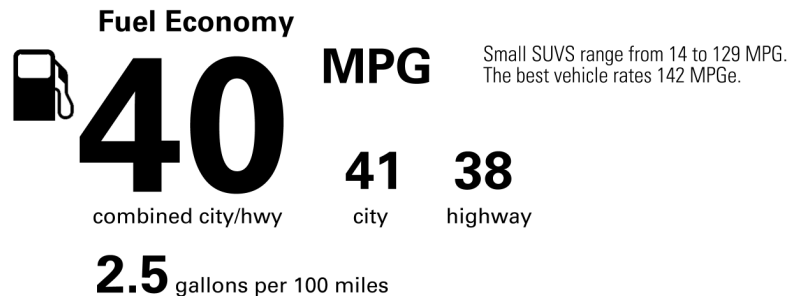 Fuel Economy
40
MPG
Small SUVS range from 14 to 129 MPG.
The best vehicle rates 142 MPGe.
combined city/hwy
41
city
38
highway
2.5 gallons per 100 miles